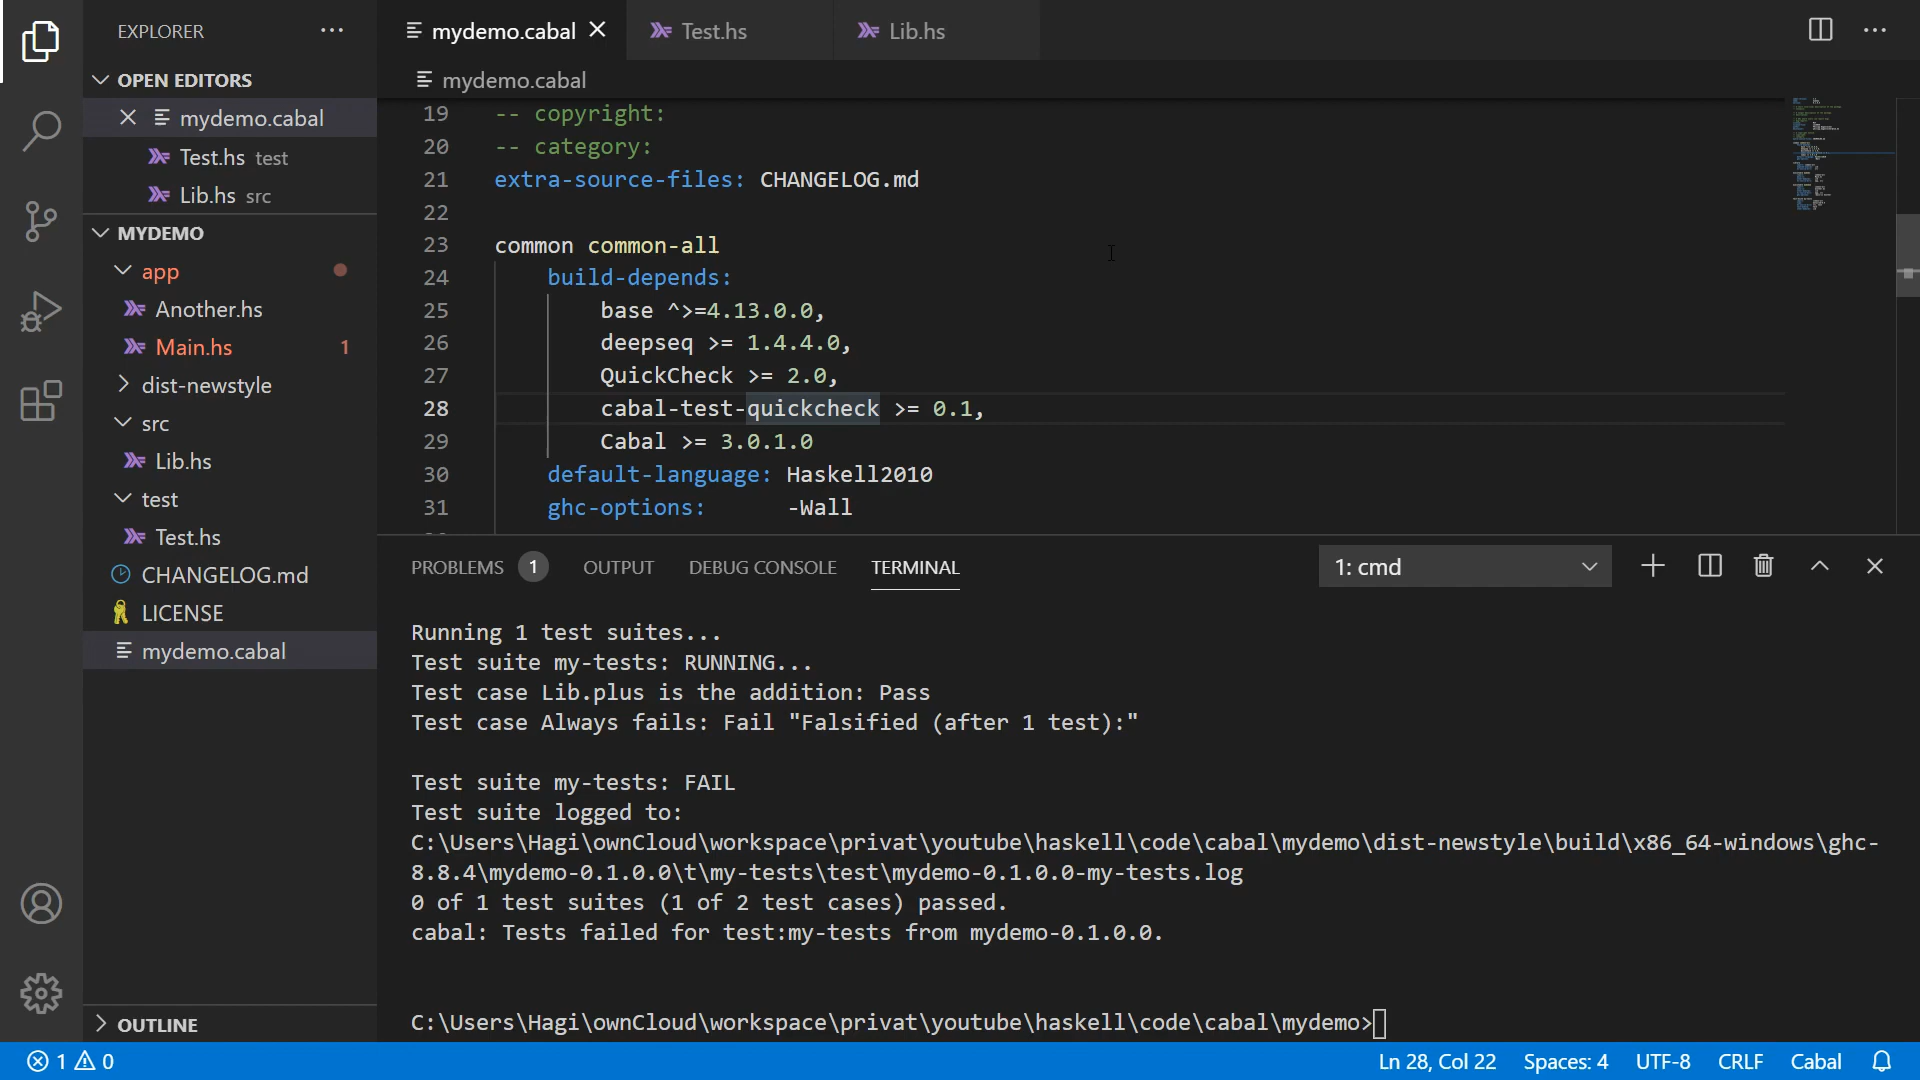 EXPLORER
OPEN EDITORS
mydemo.cabal
Test.hs test
Lib.hs src
MYDEMO
app
Another.hs
Main.hs 1
dist-newstyle
src
Lib.hs
test
Test.hs
CHANGELOG.md
LICENSE
mydemo.cabal
OUTLINE
mydemo.cabal
Test.hs
Lib.hs
mydemo.cabal
19 -- copyright:
20 -- category:
21 extra-source-files: CHANGELOG.md
22
23 common common-all
24 build-depends:
25 base ^>=4.13.0.0,
26 deepseq >= 1.4.4.0,
27 QuickCheck >= 2.0,
28 cabal-test-quickcheck >= 0.1,
29 Cabal >= 3.0.1.0
30 default-language: Haskell2010
31 ghc-options: -Wall
PROBLEMS 1 OUTPUT DEBUG CONSOLE TERMINAL 1: cmd
Running 1 test suites...
Test suite my-tests: RUNNING...
Test case Lib.plus is the addition: Pass
Test case Always fails: Fail "Falsified (after 1 test):"
Test suite my-tests: FAIL
Test suite logged to:
C:\Users\Hagi\ownCloud\workspace\privat\youtube\haskell\code\cabal\mydemo\dist-newstyle\build\x86_64-windows\ghc-
8.8.4\mydemo-0.1.0.0\t\my-tests\test\mydemo-0.1.0.0-my-tests.log
0 of 1 test suites (1 of 2 test cases) passed.
cabal: Tests failed for test:my-tests from mydemo-0.1.0.0.
C:\Users\Hagi\ownCloud\workspace\privat\youtube\haskell\code\cabal\mydemo>
1 0 Ln 28, Col 22 Spaces: 4 UTF-8 CRLF Cabal